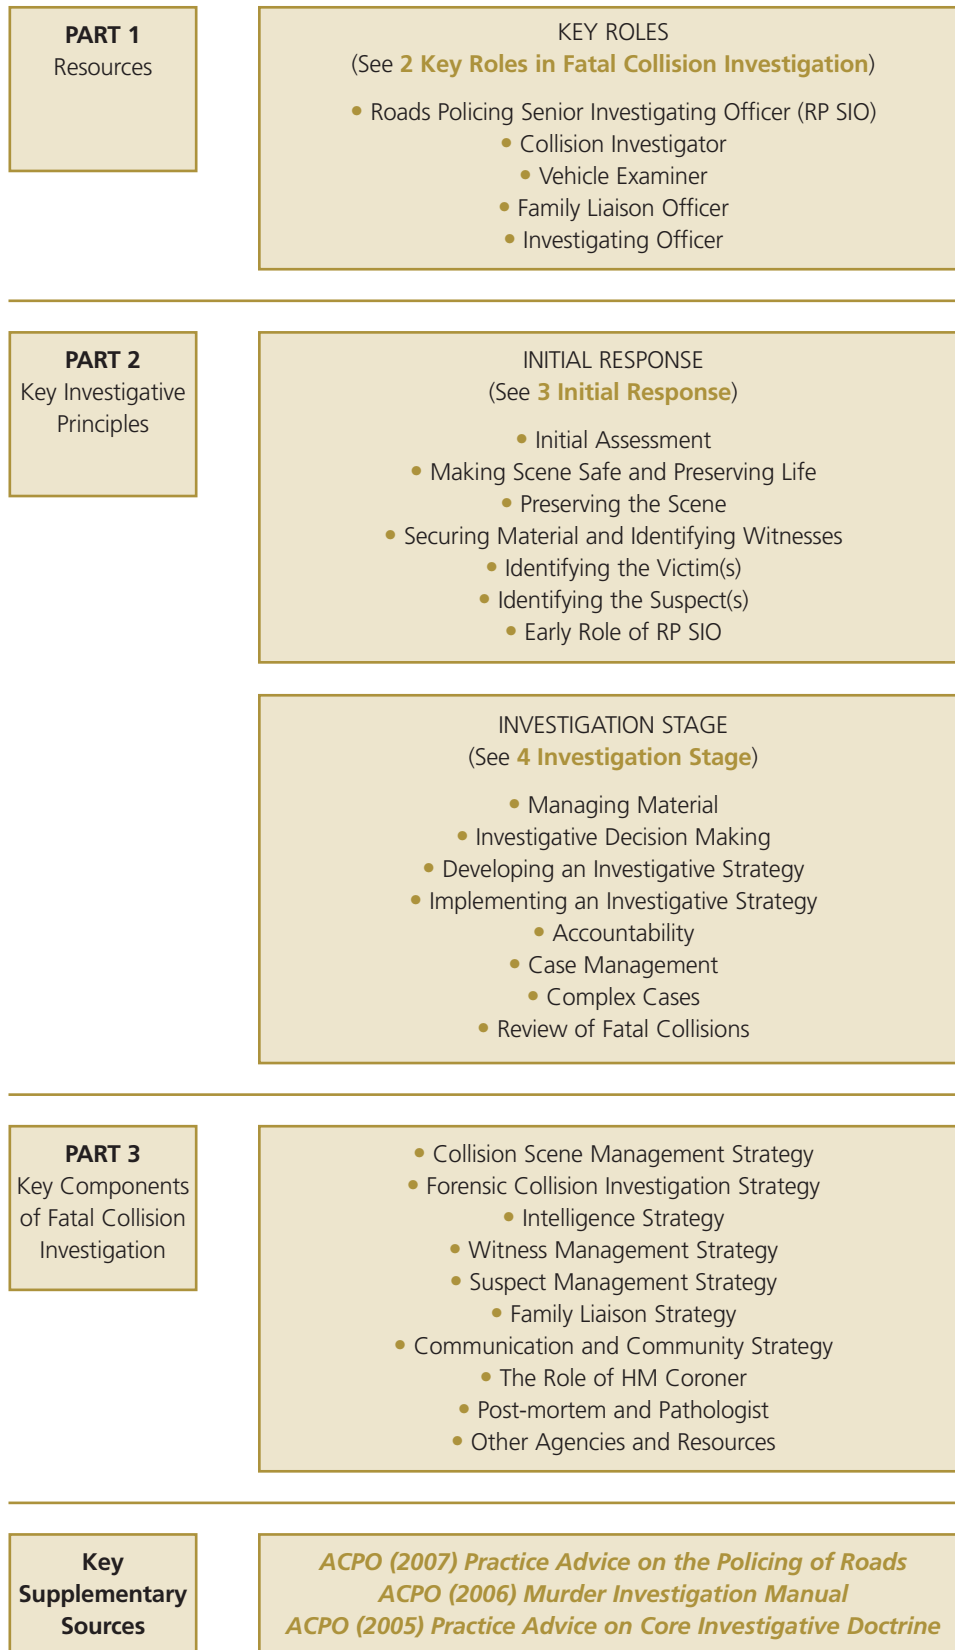 PART 1
Resources
KEY ROLES
(See 2 Key Roles in Fatal Collision Investigation)
• Roads Policing Senior Investigating Officer (RP SIO)
• Collision Investigator
• Vehicle Examiner
• Family Liaison Officer
• Investigating Officer
PART 2
Key Investigative
Principles
INITIAL RESPONSE
(See 3 Initial Response)
• Initial Assessment
• Making Scene Safe and Preserving Life
• Preserving the Scene
• Securing Material and Identifying Witnesses
• Identifying the Victim(s)
• Identifying the Suspect(s)
• Early Role of RP SIO
INVESTIGATION STAGE
(See 4 Investigation Stage)
• Managing Material
• Investigative Decision Making
• Developing an Investigative Strategy
• Implementing an Investigative Strategy
• Accountability
• Case Management
• Complex Cases
• Review of Fatal Collisions
PART 3
Key Components
of Fatal Collision
Investigation
• Collision Scene Management Strategy
• Forensic Collision Investigation Strategy
• Intelligence Strategy
• Witness Management Strategy
• Suspect Management Strategy
• Family Liaison Strategy
• Communication and Community Strategy
• The Role of HM Coroner
• Post-mortem and Pathologist
• Other Agencies and Resources
Key
Supplementary
Sources
ACPO (2007) Practice Advice on the Policing of Roads
ACPO (2006) Murder Investigation Manual
ACPO (2005) Practice Advice on Core Investigative Doctrine